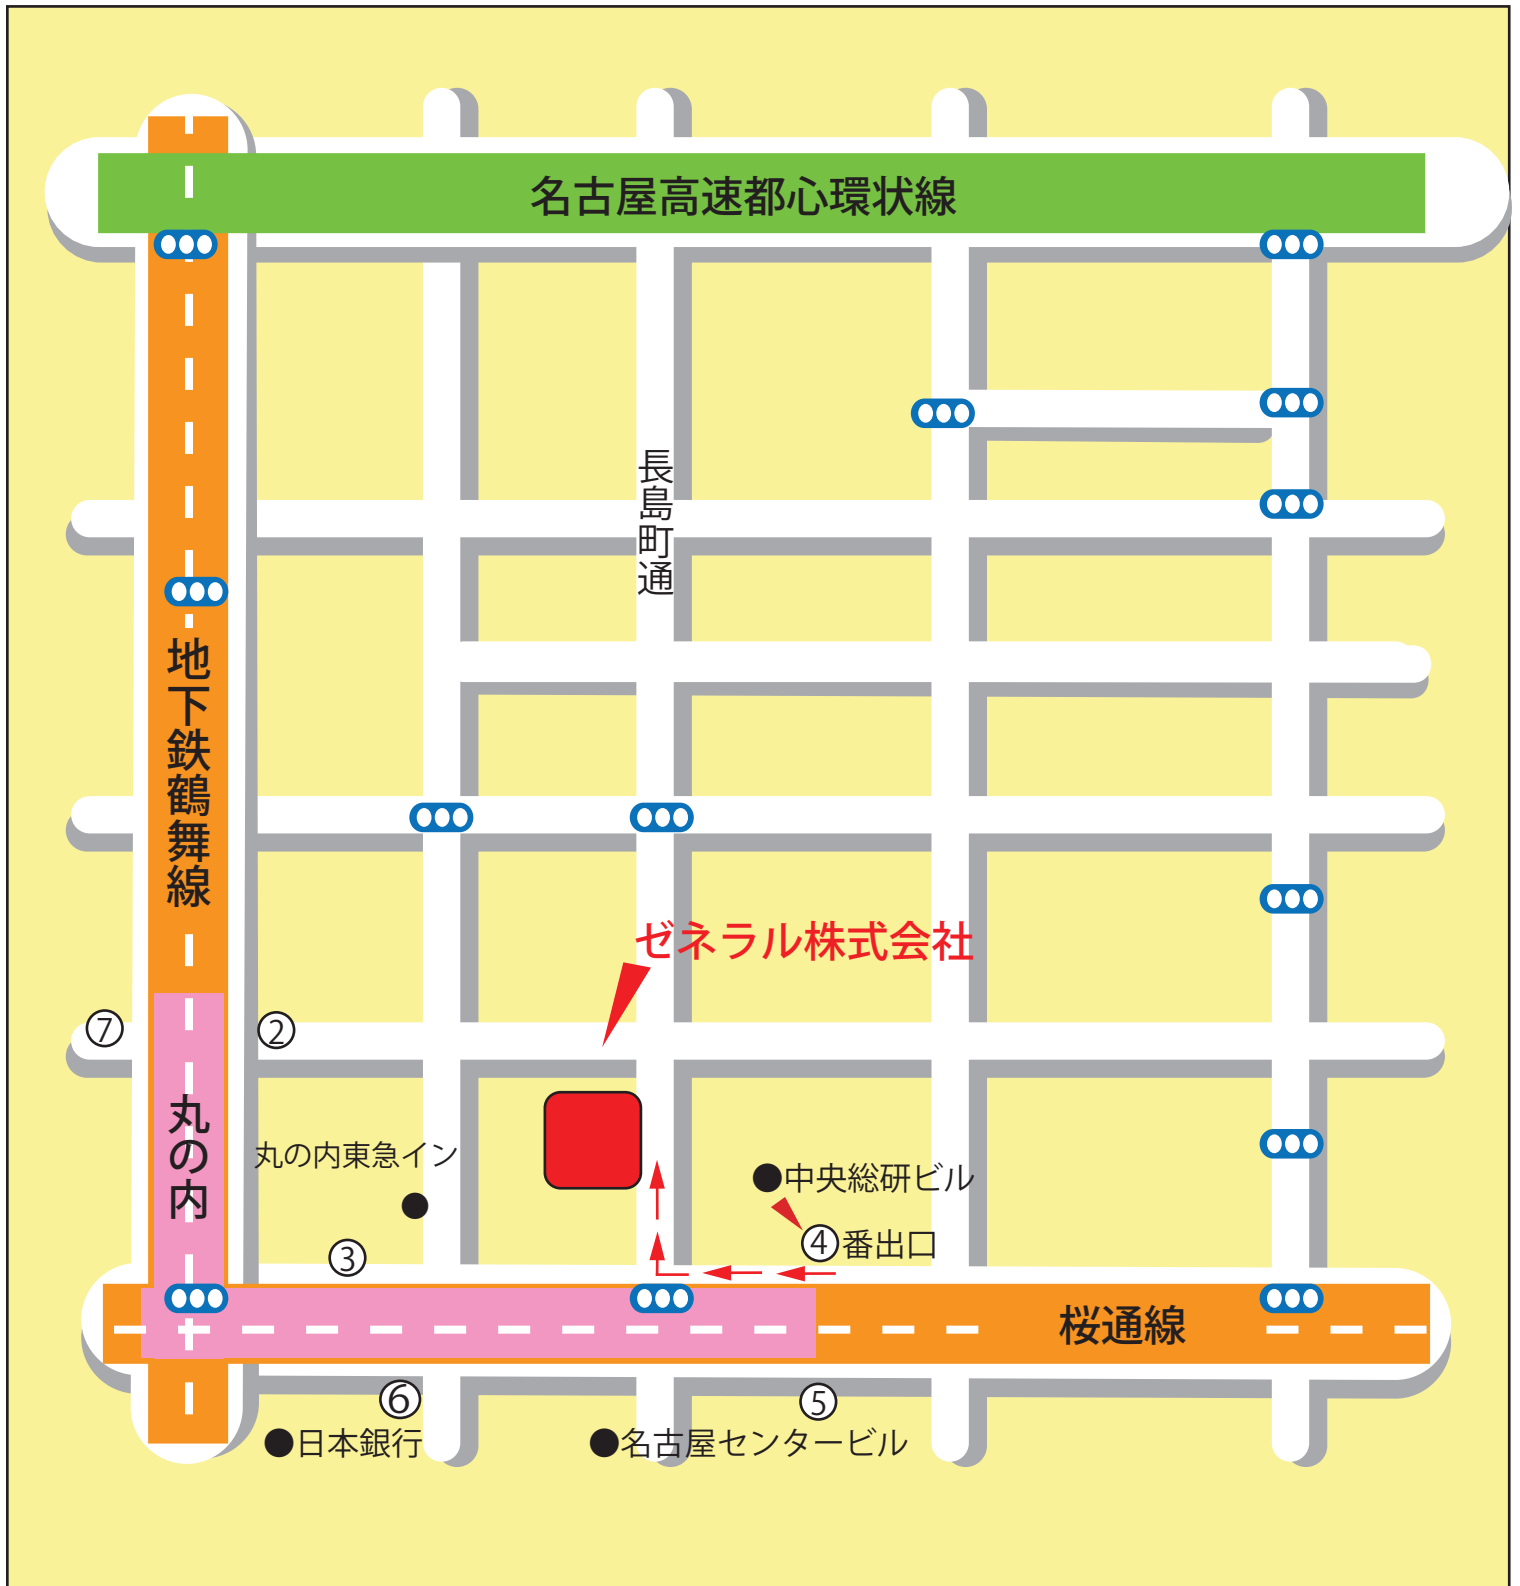 名古屋高速都心環状線
長島町通
地下鉄鶴舞線
ゼネラル株式会社
⑦
②
丸の内
丸の内東急イン
●中央総研ビル
④番出口
③
桜通線
⑥
⑤
●日本銀行
●名古屋センタービル